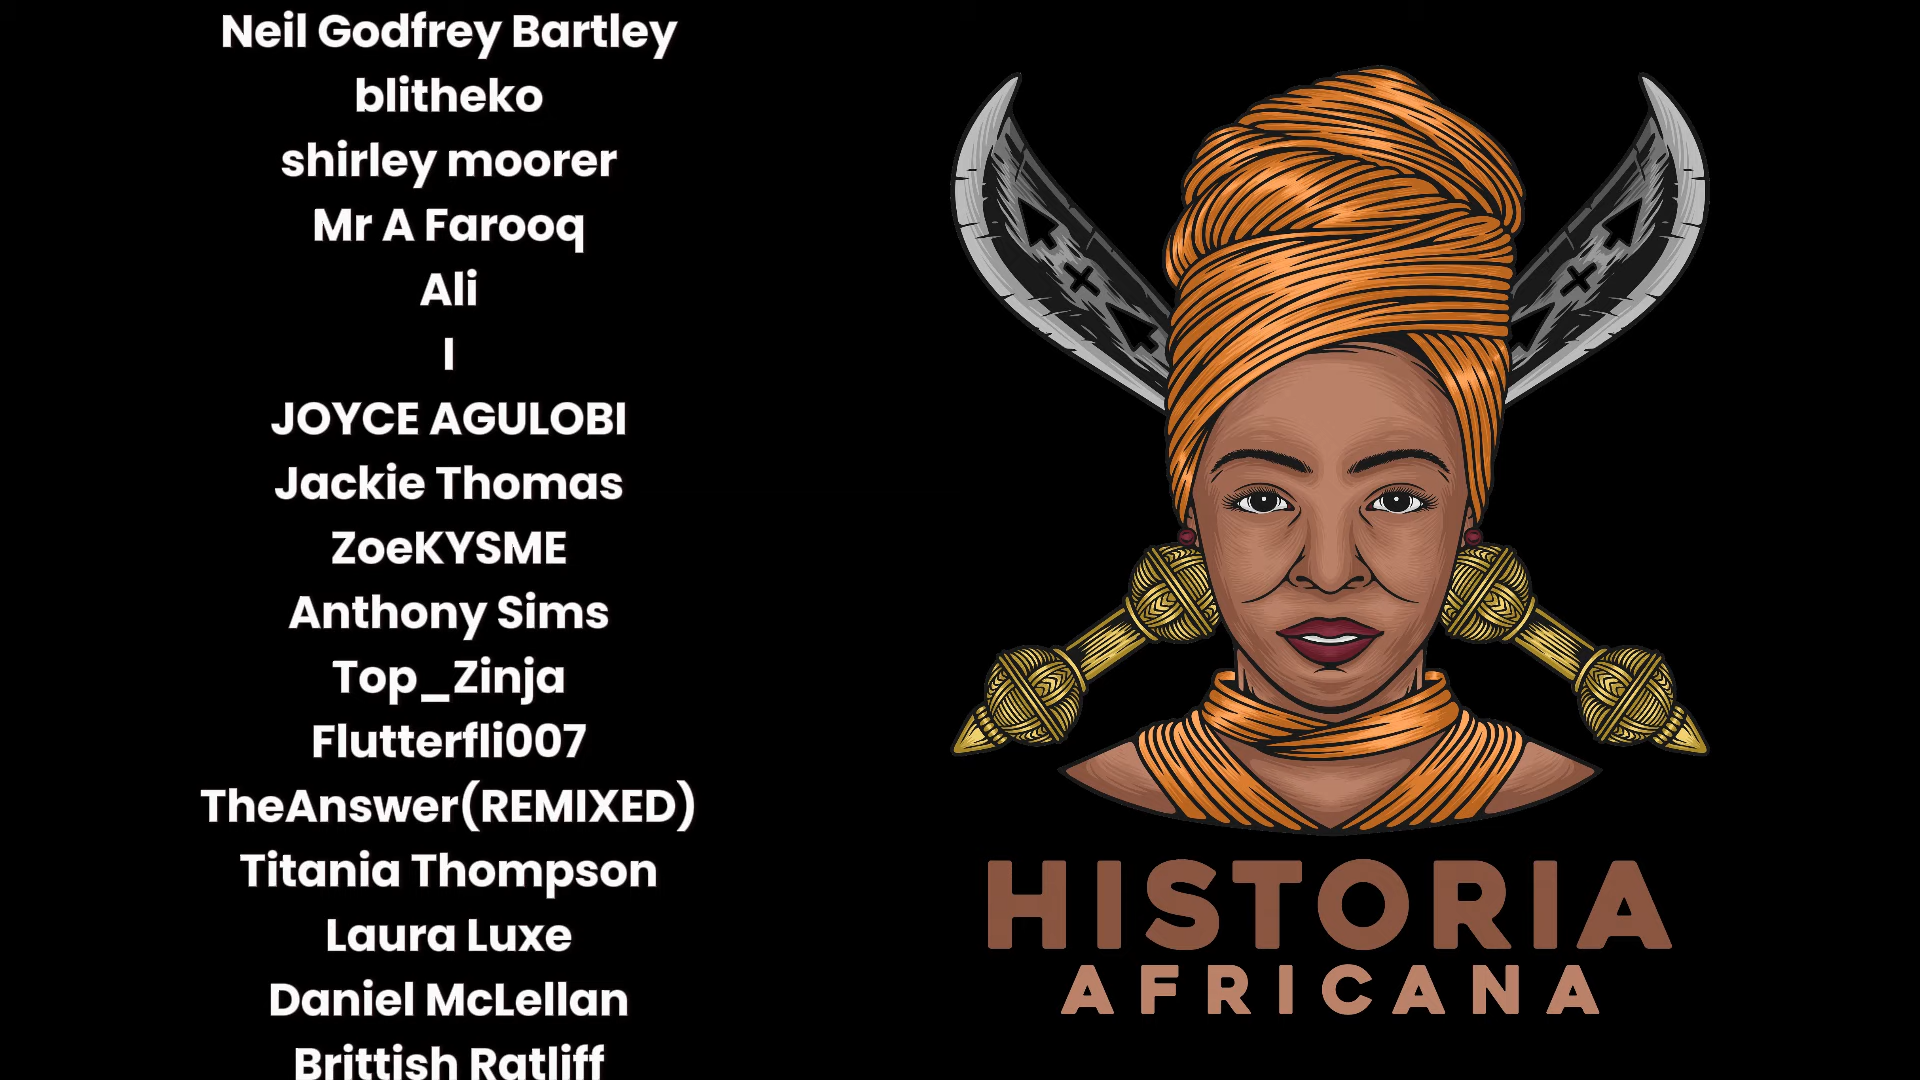 Neil Godfrey Bartley
blitheko
shirley moorer
Mr A Farooq
Ali
I
JOYCE AGULOBI
Jackie Thomas
ZoeKYSME
Anthony Sims
Top_Zinja
Flutterfli007
TheAnswer(REMIXED)
Titania Thompson
Laura Luxe
Daniel McLellan
Brittish Ratliff
HISTORIA
AFRICANA